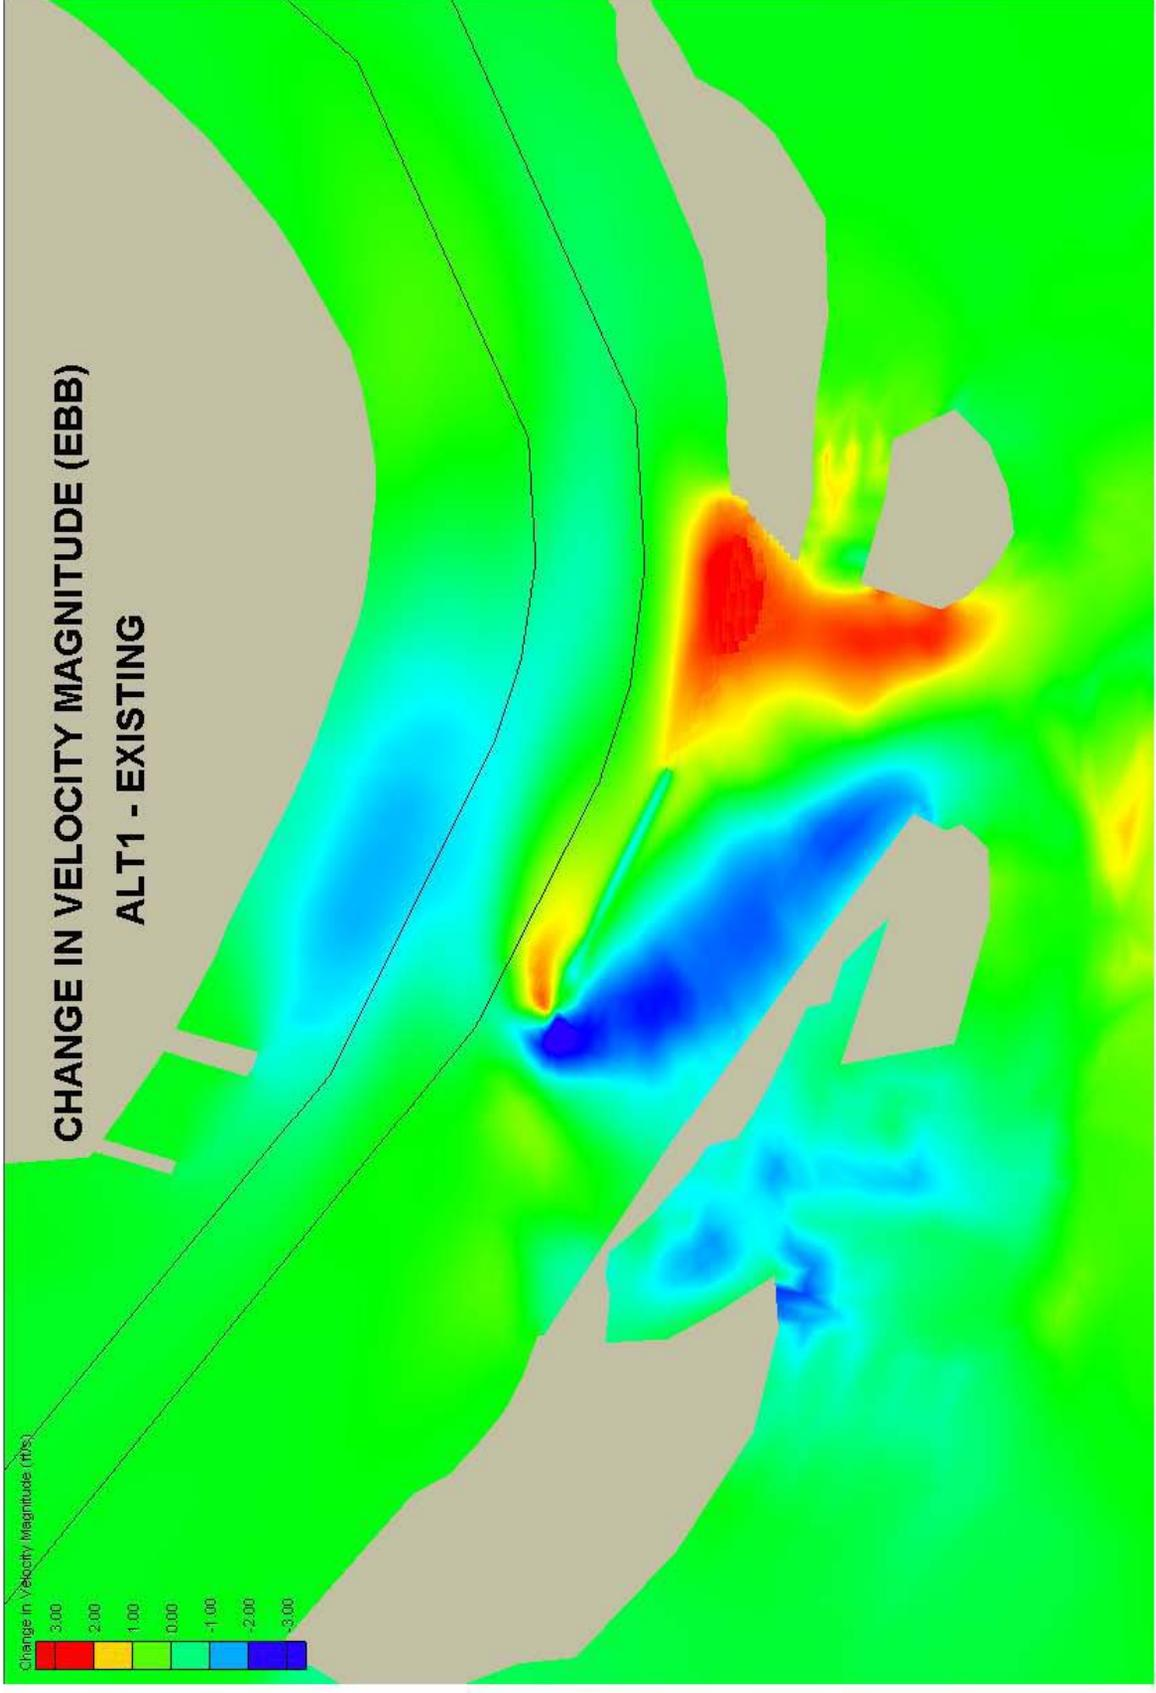 CHANGE IN VELOCITY MAGNITUDE (EBB)
ALT1 - EXISTING
Change in Velocity Magnitude (ft/s)
3.00
2.00
1.00
0.00
-1.00
-2.00
-3.00